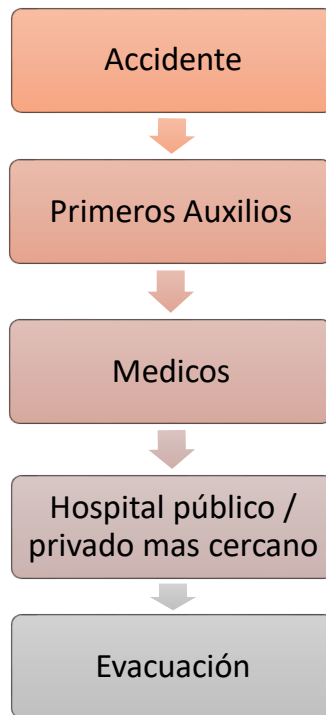 Accidente
Primeros Auxilios
Medicos
Hospital público /
privado mas cercano
Evacuación